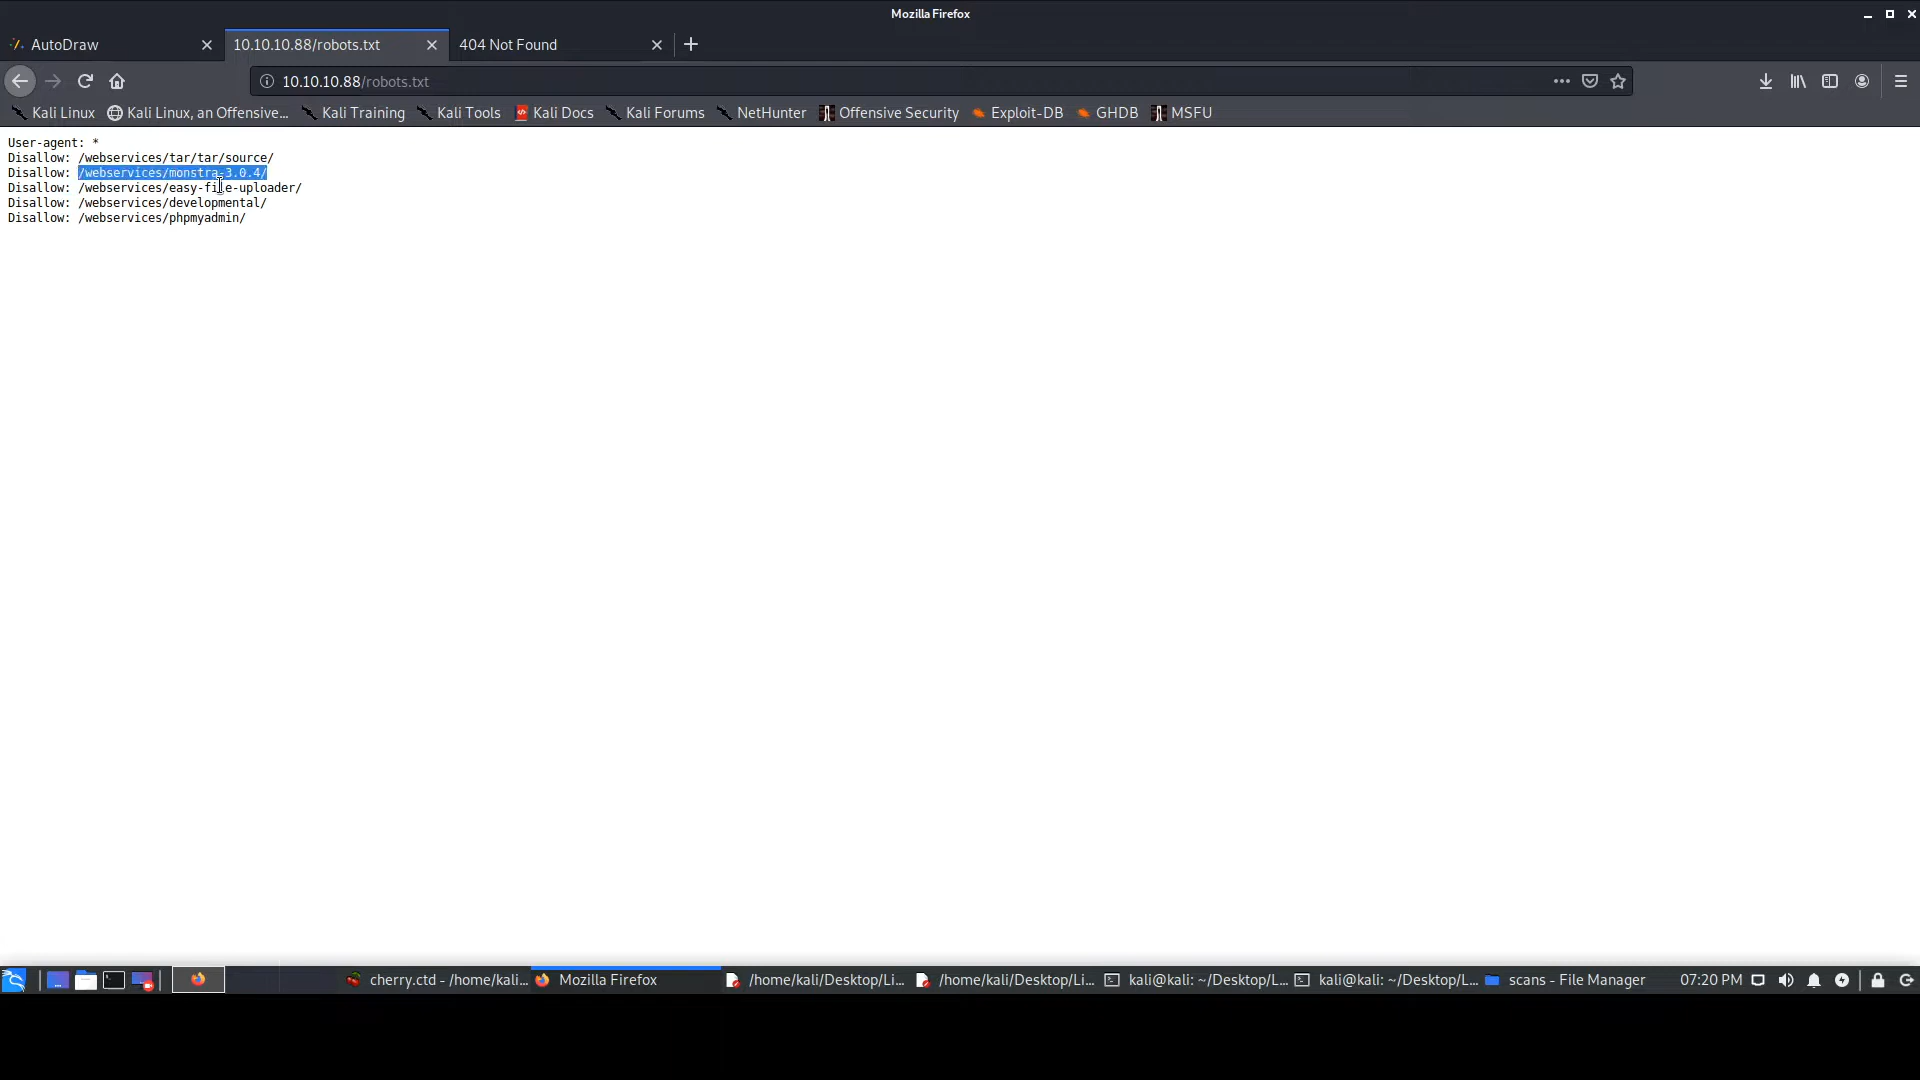 Mozilla Firefox
AutoDraw
10.10.10.88/robots.txt
404 Not Found
10.10.10.88/robots.txt
Kali Linux
Kali Linux, an Offensive...
Kali Training
Kali Tools
Kali Docs
Kali Forums
NetHunter
Offensive Security
Exploit-DB
GHDB
MSFU
User-agent: *
Disallow: /webservices/tar/tar/source/
Disallow: /webservices/monstra-3.0.4/
Disallow: /webservices/easy-file-uploader/
Disallow: /webservices/developmental/
Disallow: /webservices/phpmyadmin/
cherry.ctd - /home/kali...
Mozilla Firefox
/home/kali/Desktop/Li...
/home/kali/Desktop/Li...
kali@kali: ~/Desktop/L...
kali@kali: ~/Desktop/L...
scans - File Manager
07:20 PM